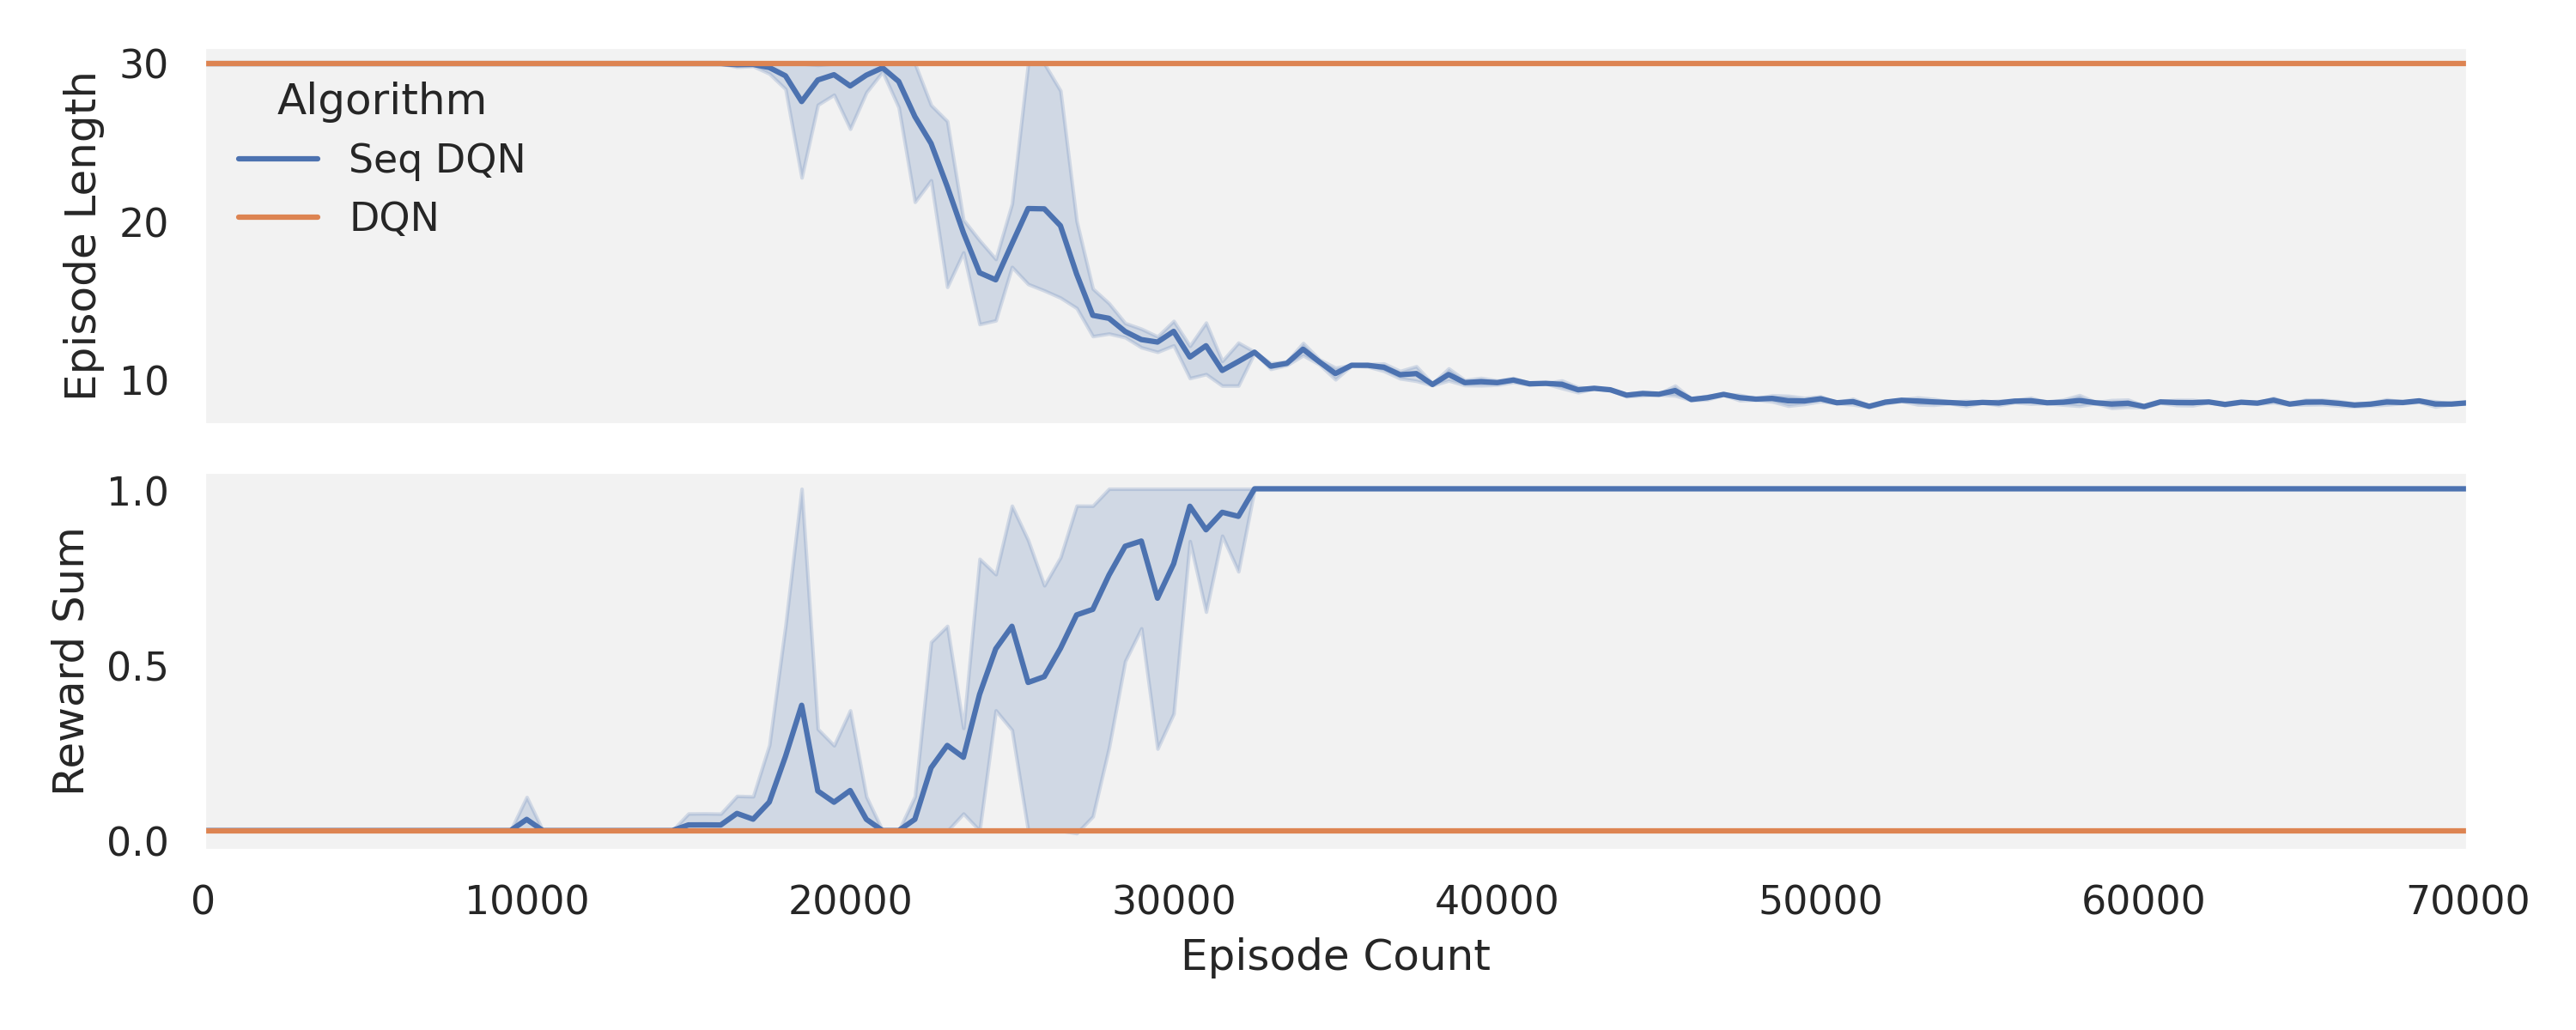 Episode Length
30
20
10
Algorithm
Seq DQN
DQN
Reward Sum
1.0
0.5
0.0
0 10000 20000 30000 40000 50000 60000 70000
Episode Count